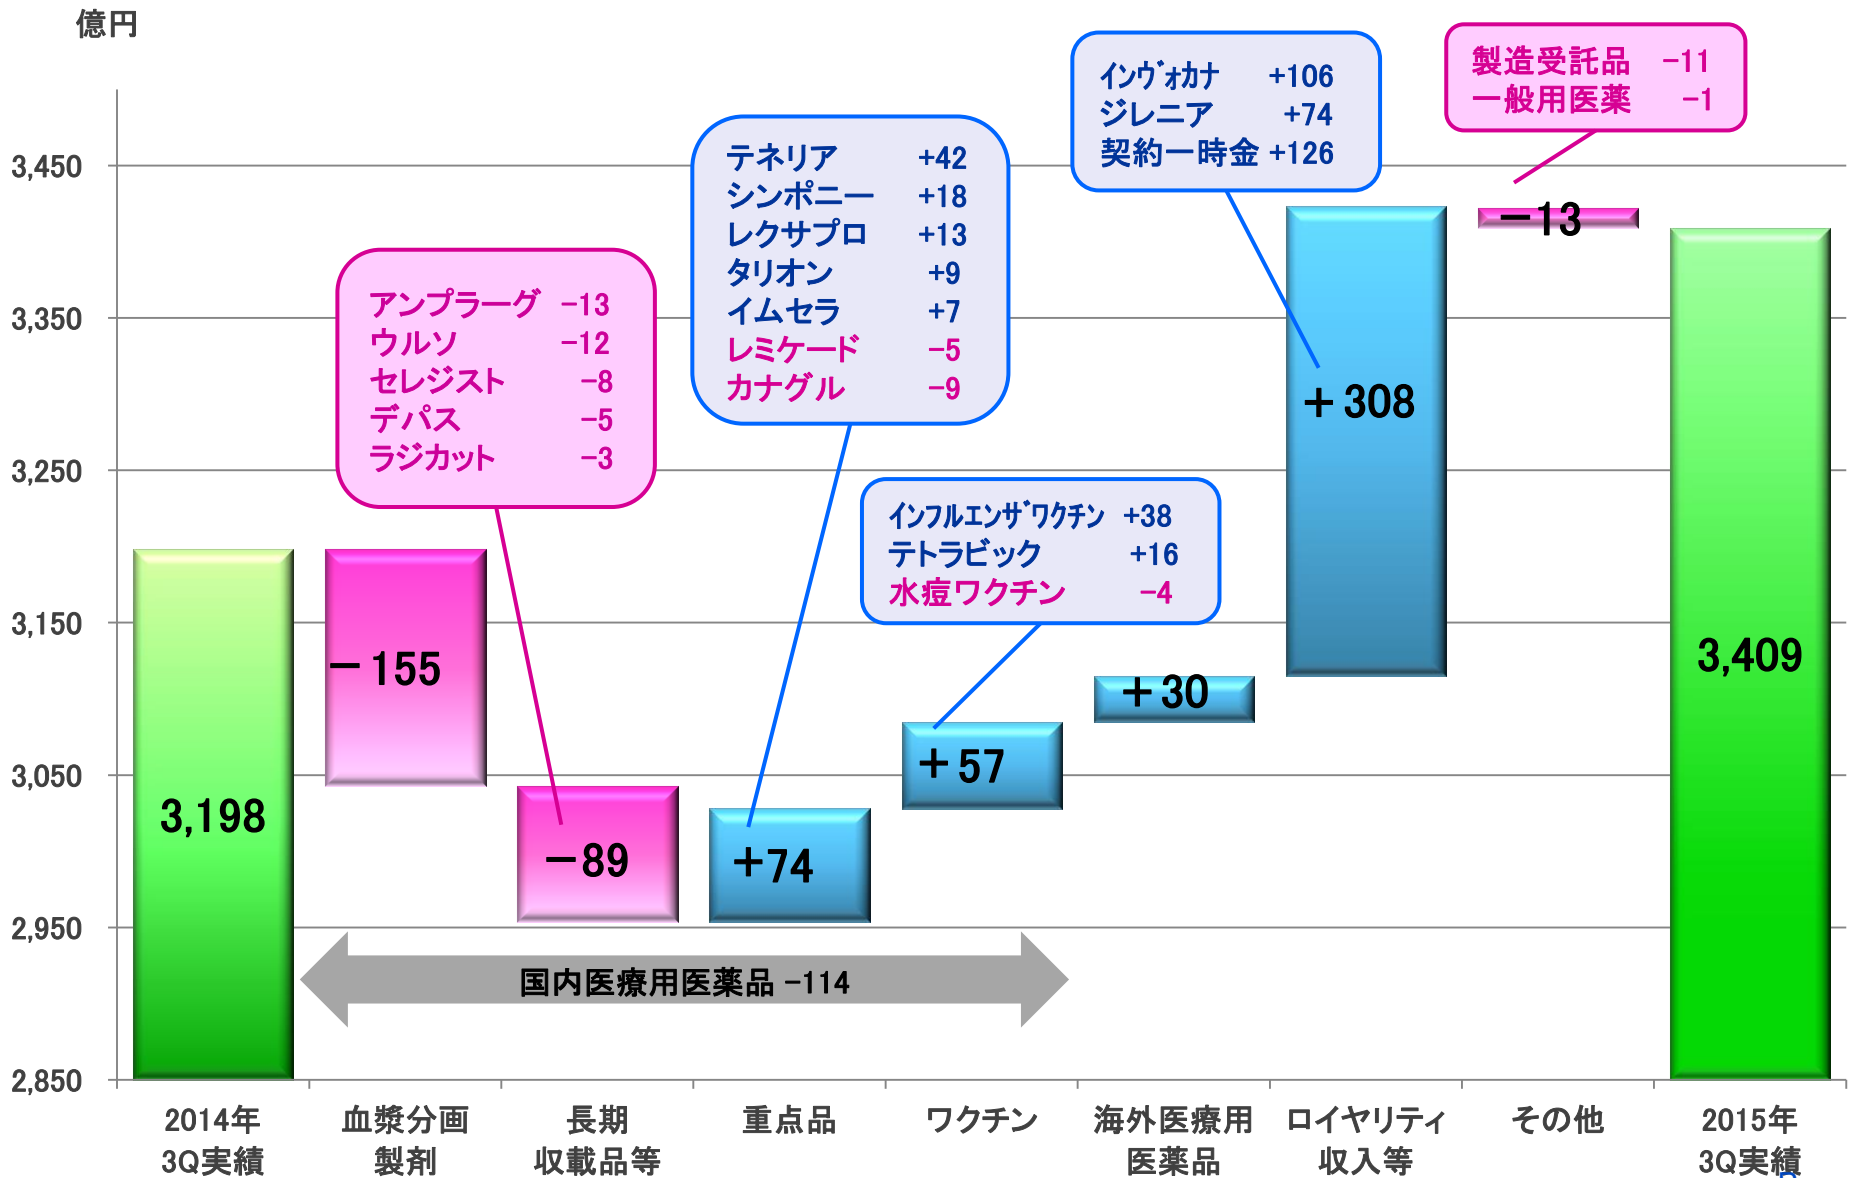 億円
3,450
3,350
3,250
3,150
3,050
2,950
2,850
アンプラーグ －13
ウルソ －12
セレジスト －8
デパス －5
ラジカット －3
テネリア +42
シンポニー +18
レクサプロ +13
タリオン +9
イムセラ +7
レミケード －5
カナグル －9
インフルエンザワクチン +38
テトラビック +16
水痘ワクチン －4
インヴォカナ +106
ジレニア +74
契約一時金 +126
製造受託品 －11
一般用医薬 －1
3,198
－155
－89
+74
+57
+30
+308
－13
3,409
国内医療用医薬品 －114
2014年
3Q実績
血漿分画
製剤
長期
収載品等
重点品
ワクチン
海外医療用
医薬品
ロイヤリティ
収入等
その他
2015年
3Q実績